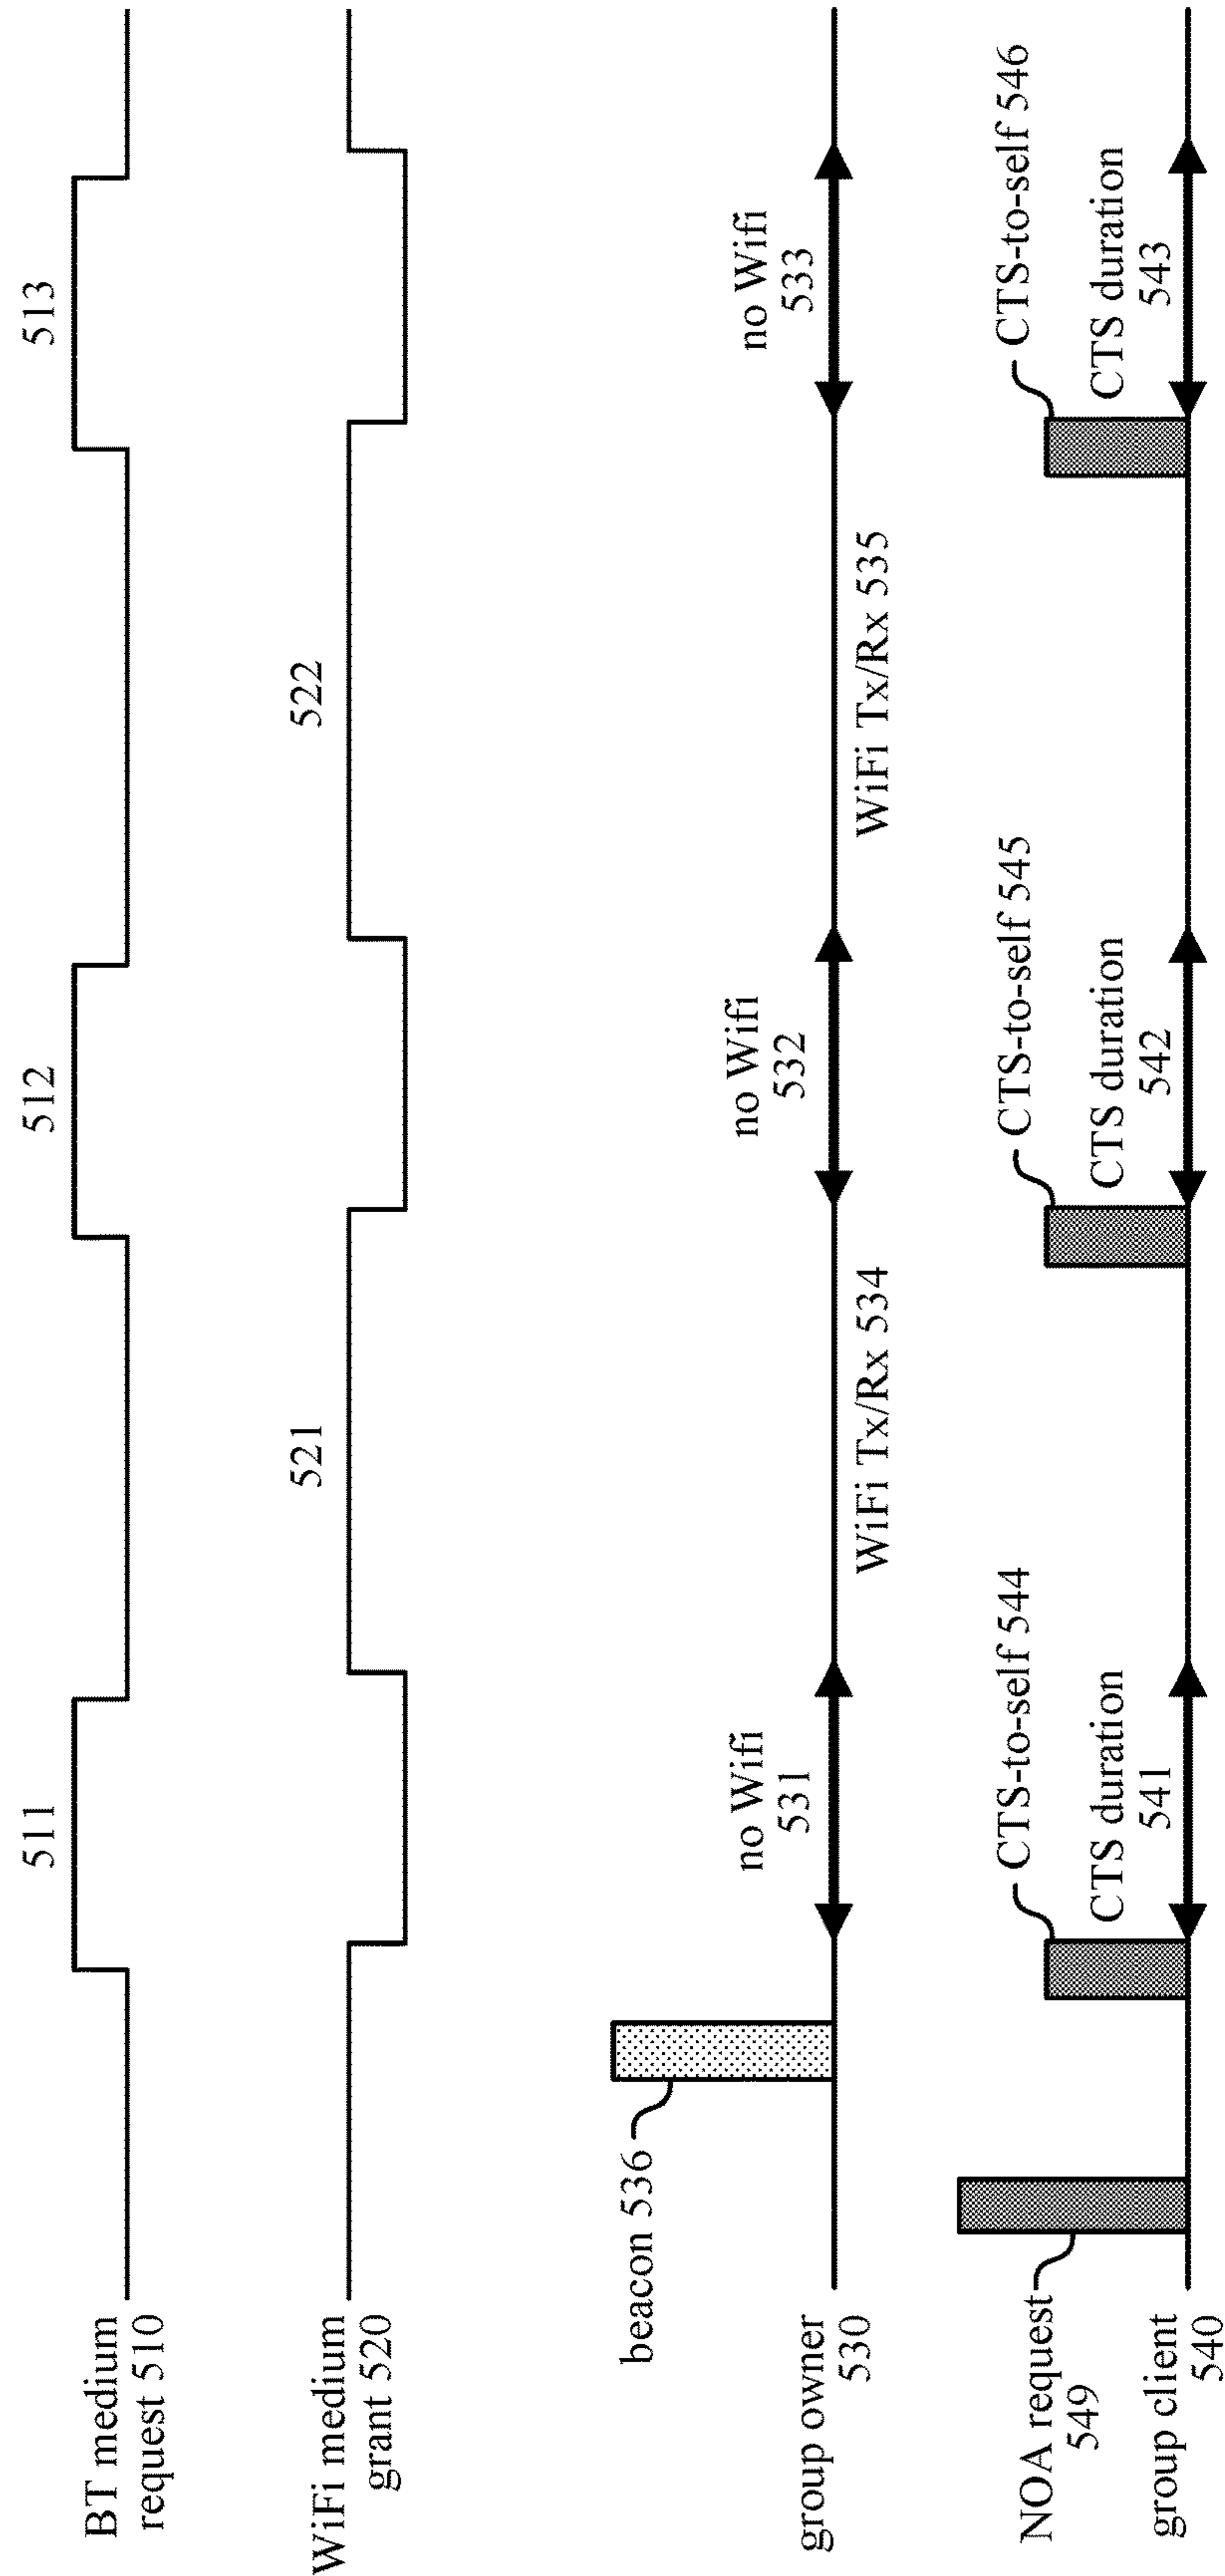 BT medium
request 510
511
512
513
WiFi medium
grant 520
521
522
beacon 536
no Wifi
531
no Wifi
532
no Wifi
533
group owner
530
WiFi Tx/Rx 534
WiFi Tx/Rx 535
NOA request
549
CTS-to-self 544
CTS-to-self 545
CTS-to-self 546
CTS duration
541
CTS duration
542
CTS duration
543
group client
540